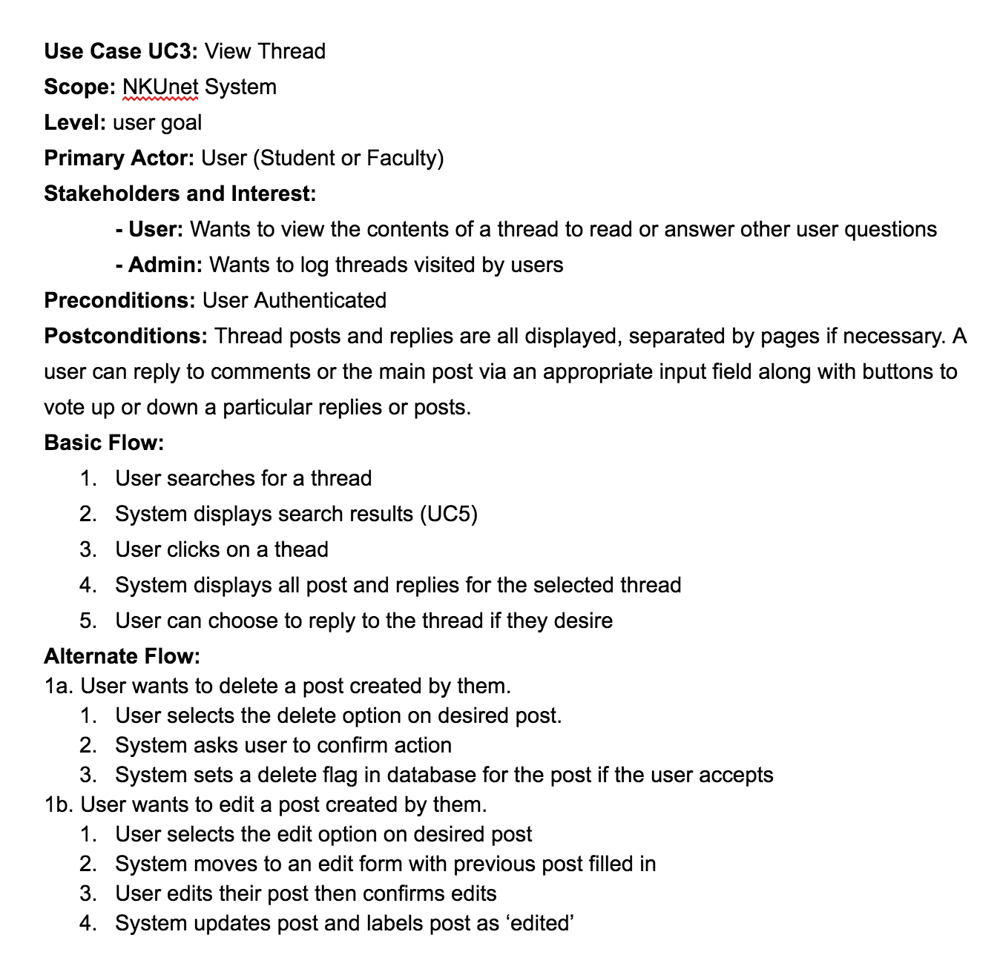 Use Case UC3: View Thread
Scope: NKUnet System
Level: user goal
Primary Actor: User (Student or Faculty)
Stakeholders and Interest:
- User: Wants to view the contents of a thread to read or answer other user questions
- Admin: Wants to log threads visited by users
Preconditions: User Authenticated
Postconditions: Thread posts and replies are all displayed, separated by pages if necessary. A
user can reply to comments or the main post via an appropriate input field along with buttons to
vote up or down a particular replies or posts.
Basic Flow:
1. User searches for a thread
2. System displays search results (UC5)
3. User clicks on a thead
4. System displays all post and replies for the selected thread
5. User can choose to reply to the thread if they desire
Alternate Flow:
1a. User wants to delete a post created by them.
1. User selects the delete option on desired post.
2. System asks user to confirm action
3. System sets a delete flag in database for the post if the user accepts
1b. User wants to edit a post created by them.
1. User selects the edit option on desired post
2. System moves to an edit form with previous post filled in
3. User edits their post then confirms edits
4. System updates post and labels post as ‘edited’